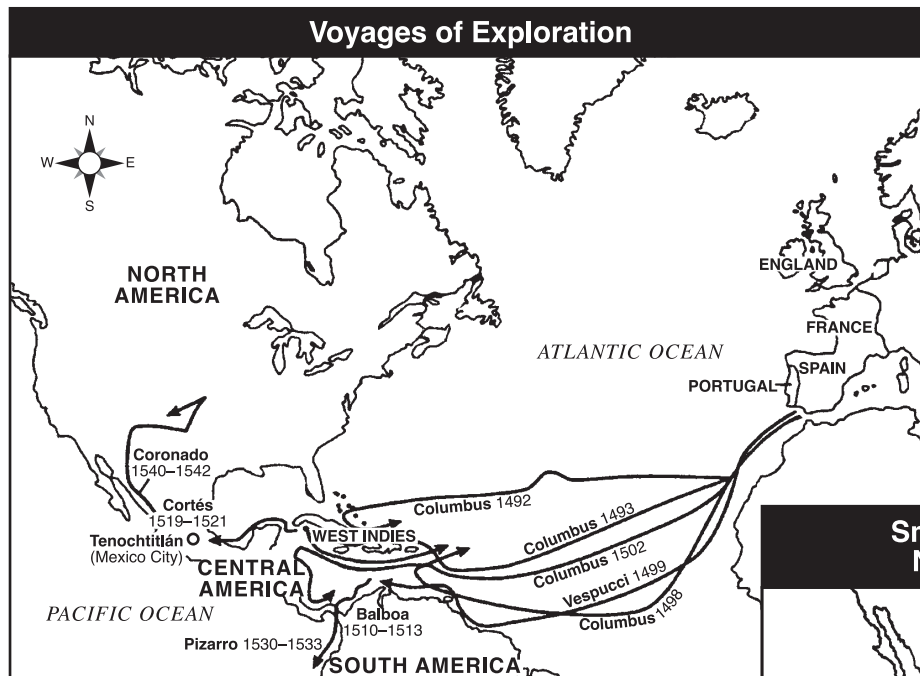 Voyages of Exploration
N
W E
S
NORTH
AMERICA
ENGLAND
FRANCE
ATLANTIC OCEAN
SPAIN
PORTUGAL
Coronado
1540–1542
Columbus 1492
Cortés
1519–1521
Columbus 1493
Tenochtitlán
(Mexico City)
WEST INDIES
Columbus 1502
CENTRAL
AMERICA
Vespucci 1499
Columbus 1498
PACIFIC OCEAN
Balboa
1510–1513
Pizarro 1530–1533
SOUTH AMERICA